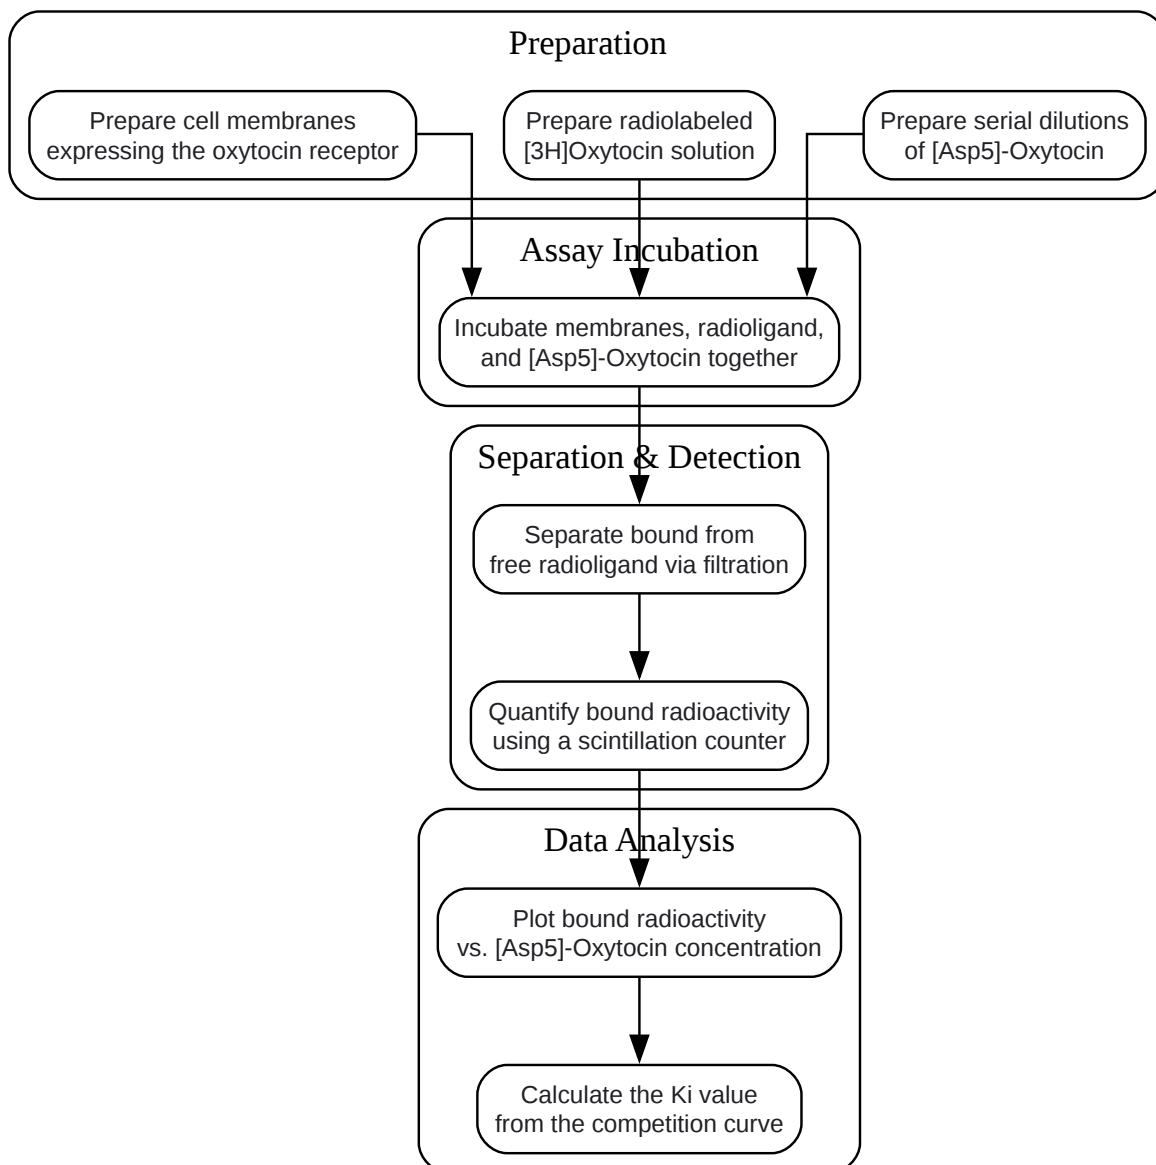 Preparation
Prepare cell membranes
expressing the oxytocin receptor
Prepare radiolabeled
[3H]Oxytocin solution
Prepare serial dilutions
of [Asp5]-Oxytocin
Assay Incubation
Incubate membranes, radioligand,
and [Asp5]-Oxytocin together
Separation & Detection
Separate bound from
free radioligand via filtration
Quantify bound radioactivity
using a scintillation counter
Data Analysis
Plot bound radioactivity
vs. [Asp5]-Oxytocin concentration
Calculate the Ki value
from the competition curve